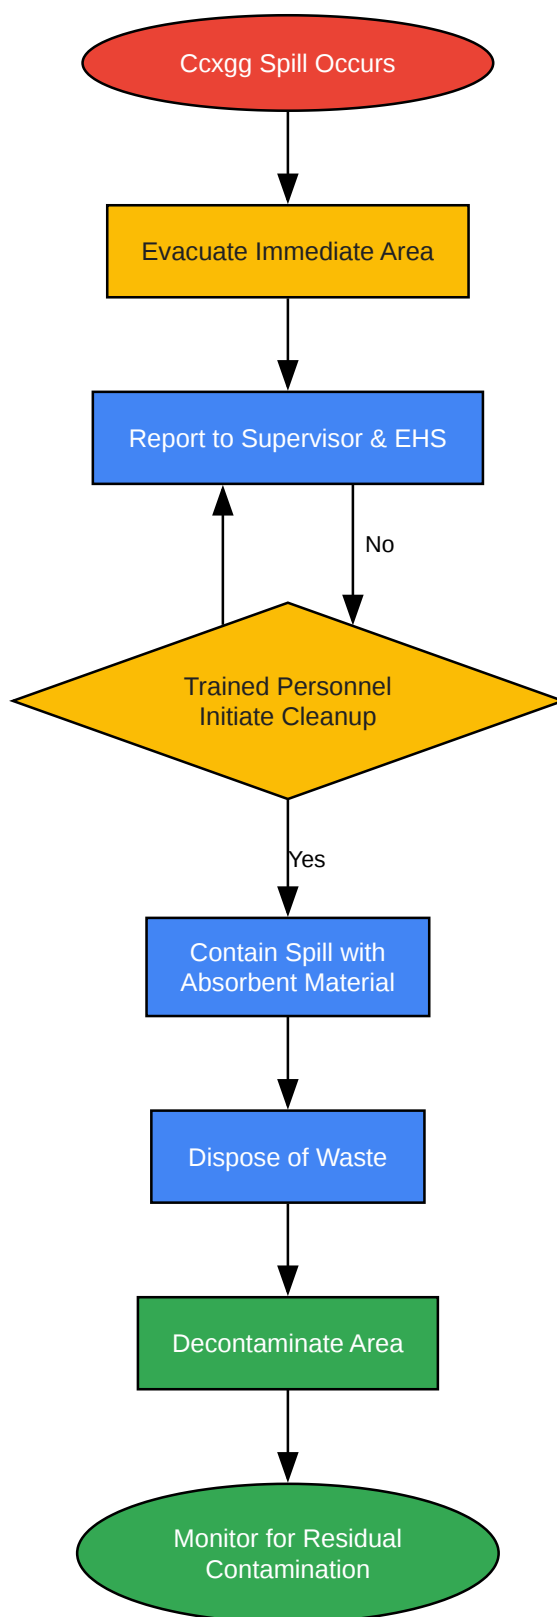 Ccxgg Spill Occurs
Evacuate Immediate Area
Report to Supervisor & EHS
No
Trained Personnel
Initiate Cleanup
Yes
Contain Spill with
Absorbent Material
Dispose of Waste
Decontaminate Area
Monitor for Residual
Contamination